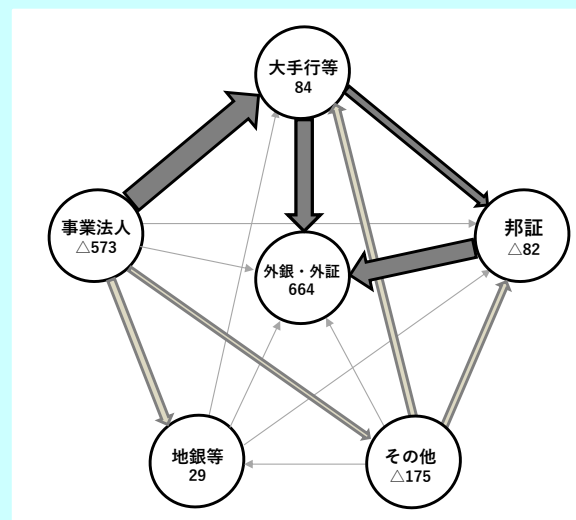 大手行等
84
事業法人
△573
邦証
△82
外銀・外証
664
地銀等
29
その他
△175